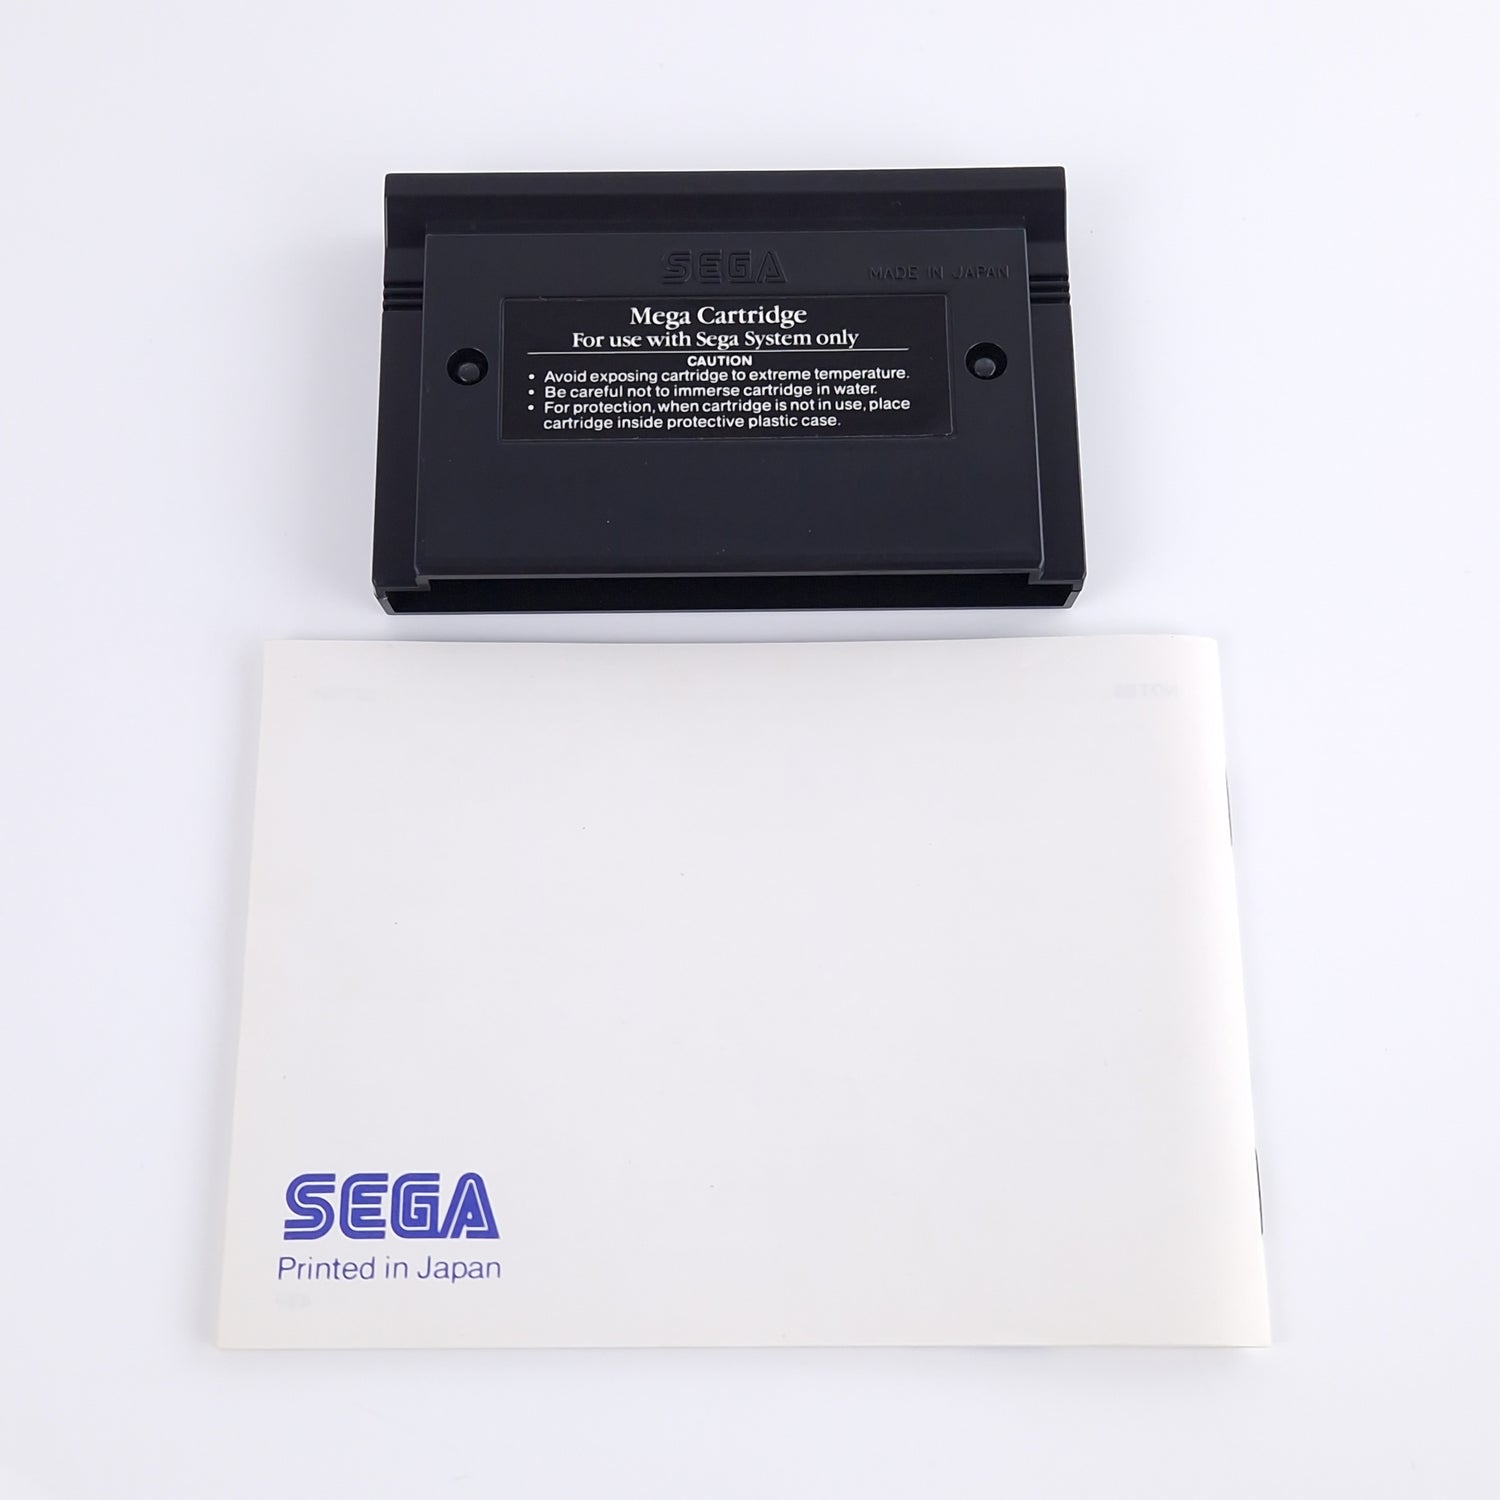 SEGA
MADE IN JAPAN
Mega Cartridge
For use with Sega System only
CAUTION
• Avoid exposing cartridge to extreme temperature.
• Be careful not to immerse cartridge in water.
• For protection, when cartridge is not in use, place
cartridge inside protective plastic case.
NOTES
SEGA
Printed in Japan